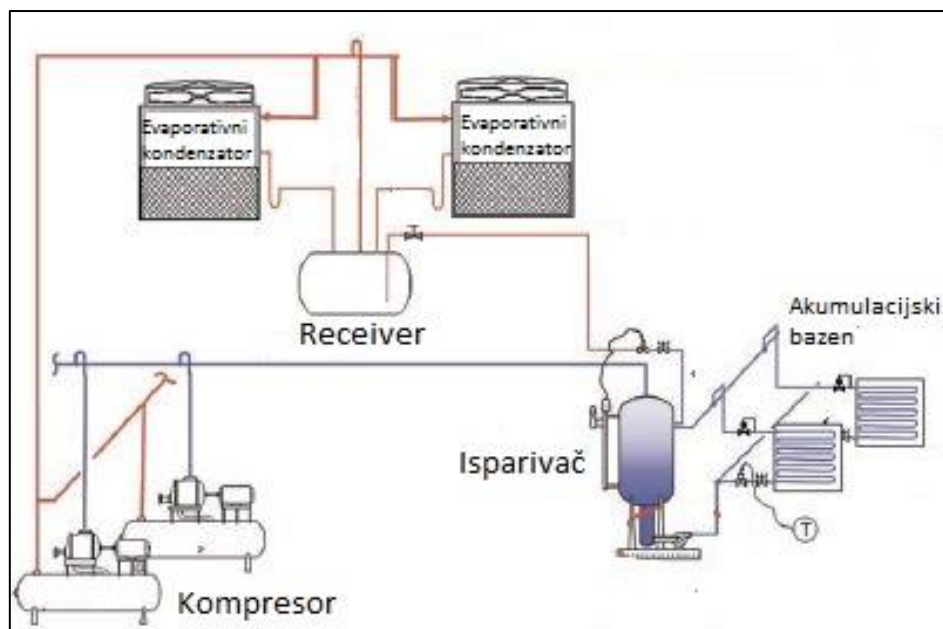 Evaporativni
kondenzator
Evaporativni
kondenzator
Receiver
Akumulacijski
bazen
Isparivač
T
Kompresor